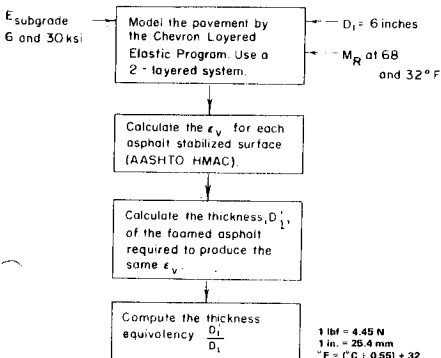 E subgrade
6 and 30 ksi
Model the pavement by
the Chevron Layered
Elastic Program. Use a
2 - layered system.
D₁ = 6 inches
M_R at 68
and 32° F
Calculate the ε_v for each
asphalt stabilized surface
(AASHTO HMAC).
Calculate the thickness, D₁',
of the foamed asphalt
required to produce the
same ε_v.
Compute the thickness
equivalency D₁'/D₁
1 lbf = 4.45 N
1 in. = 25.4 mm
°F = (°C ÷ 0.55) + 32